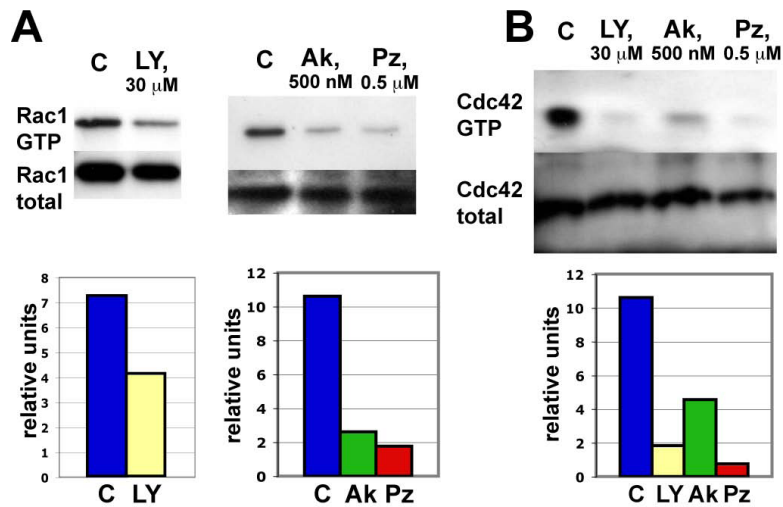 A
B
C LY, 30 µM
C Ak, 500 nM Pz, 0.5 µM
C LY, 30 µM Ak, 500 nM Pz, 0.5 µM
Rac1 GTP
Rac1 total
Cdc42 GTP
Cdc42 total
relative units
8
7
6
5
4
3
2
1
0
C LY
relative units
12
10
8
6
4
2
0
C Ak Pz
relative units
12
10
8
6
4
2
0
C LY Ak Pz